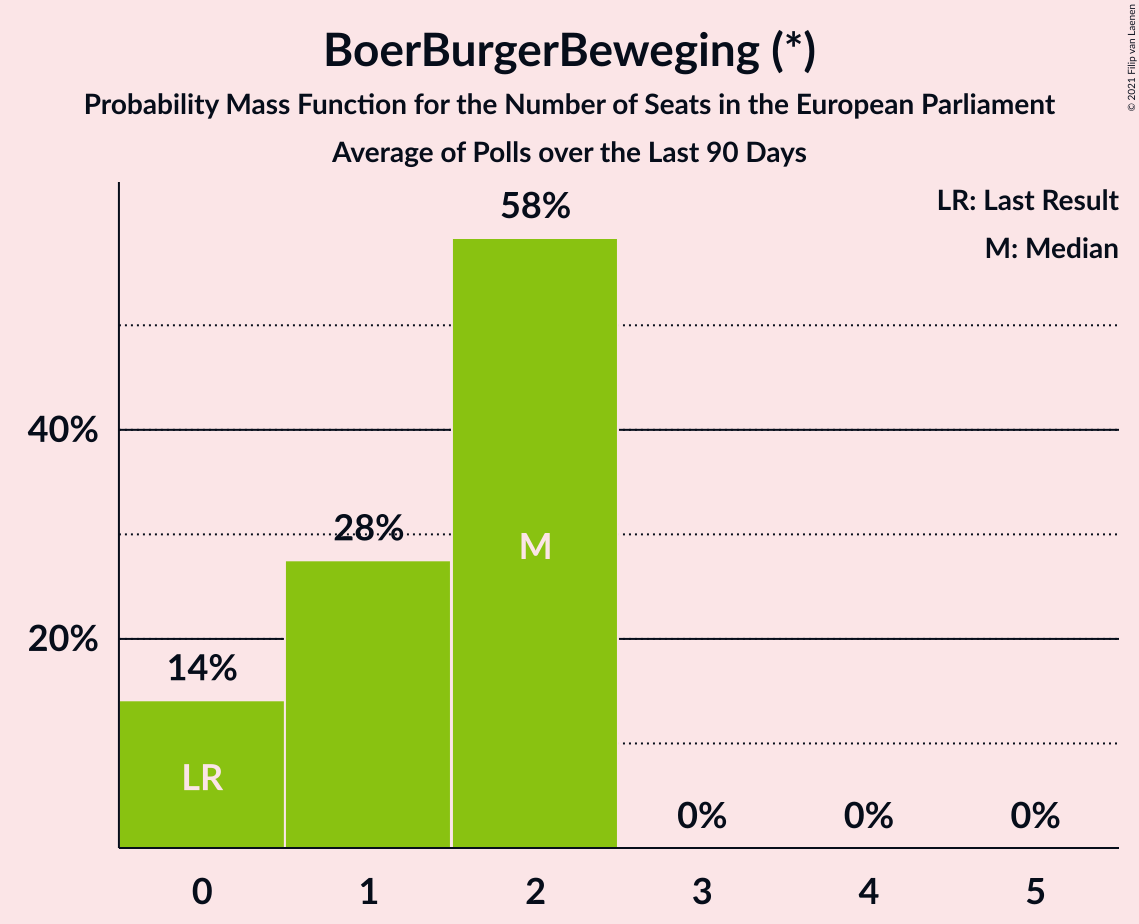 BoerBurgerBeweging (*)
Probability Mass Function for the Number of Seats in the European Parliament
Average of Polls over the Last 90 Days
© 2021 Filip van Laenen
LR: Last Result
M: Median
58%
40%
28%
M
20%
14%
LR
0%
0%
0%
0
1
2
3
4
5